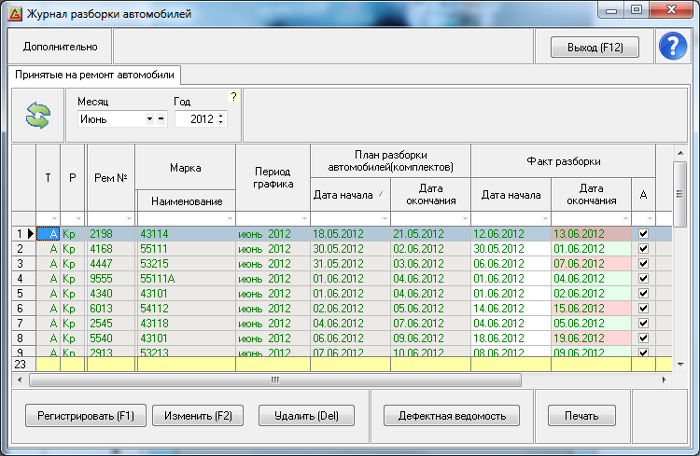 Журнал разборки автомобилей
Дополнительно
Выход (F12)
?
Принятые на ремонт автомобили
Месяц Год ?
Июнь 2012
Т Р Рем № Марка Период графика План разборки автомобилей(комплектов) Факт разборки
Наименование Дата начала / Дата окончания Дата начала Дата окончания А
1 А Кр 2198 43114 июнь 2012 18.05.2012 21.05.2012 12.06.2012 13.06.2012
2 А Кр 4168 55111 июнь 2012 30.05.2012 02.06.2012 30.05.2012 01.06.2012
3 А Кр 4447 53215 июнь 2012 31.05.2012 03.06.2012 06.06.2012 07.06.2012
4 А Кр 9555 55111А июнь 2012 01.06.2012 04.06.2012 01.06.2012 04.06.2012
5 А Кр 4340 43101 июнь 2012 01.06.2012 04.06.2012 01.06.2012 02.06.2012
6 А Кр 6013 54112 июнь 2012 02.06.2012 05.06.2012 14.06.2012 15.06.2012
7 А Кр 2545 43118 июнь 2012 04.06.2012 07.06.2012 04.06.2012 05.06.2012
8 А Кр 5540 43101 июнь 2012 06.06.2012 09.06.2012 18.06.2012 19.06.2012
9 А Кр 2913 53213 июнь 2012 07.06.2012 10.06.2012 08.06.2012 09.06.2012
23
Регистрировать (F1) Изменить (F2) Удалить (Del) Дефектная ведомость Печать